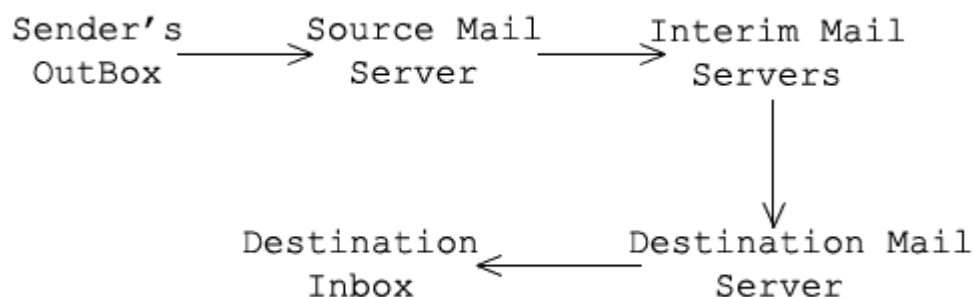 Sender's
OutBox
Source Mail
Server
Interim Mail
Servers
Destination
Inbox
Destination Mail
Server